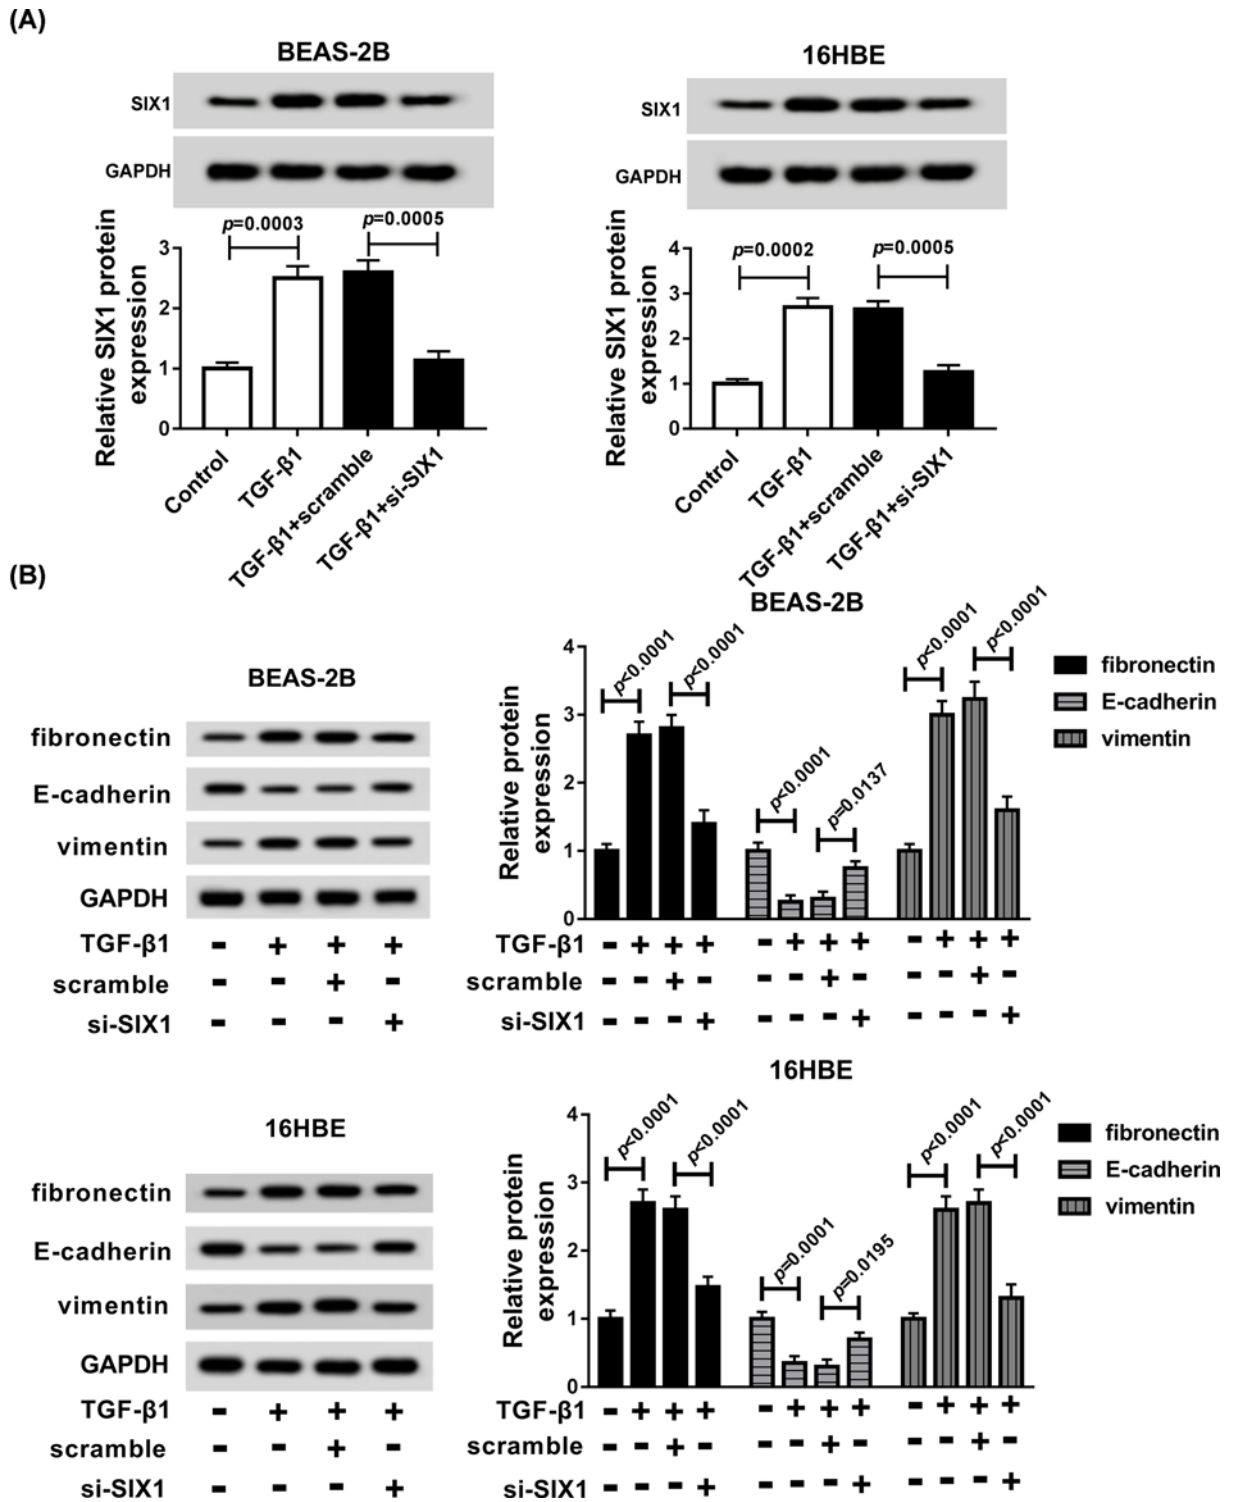 (A)
BEAS-2B
SIX1
GAPDH
p=0.0003
p=0.0005
Relative SIX1 protein
expression
3
2
1
0
Control
TGF-β1
TGF-β1+scramble
TGF-β1+si-SIX1
16HBE
SIX1
GAPDH
p=0.0002
p=0.0005
Relative SIX1 protein
expression
4
3
2
1
0
Control
TGF-β1
TGF-β1+scramble
TGF-β1+si-SIX1
(B)
BEAS-2B
fibronectin
E-cadherin
vimentin
GAPDH
TGF-β1 - + + +
scramble - - + -
si-SIX1 - - - +
BEAS-2B
Relative protein
expression
4
3
2
1
0
p<0.0001
p<0.0001
p<0.0001
p=0.0137
p<0.0001
p<0.0001
fibronectin
E-cadherin
vimentin
TGF-β1 - + + + - + + + - + + +
scramble - - + - - - + - - - + -
si-SIX1 - - - + - - - + - - - +
16HBE
fibronectin
E-cadherin
vimentin
GAPDH
TGF-β1 - + + +
scramble - - + -
si-SIX1 - - - +
16HBE
Relative protein
expression
4
3
2
1
0
p<0.0001
p<0.0001
p=0.0001
p=0.0195
p<0.0001
p<0.0001
fibronectin
E-cadherin
vimentin
TGF-β1 - + + + - + + + - + + +
scramble - - + - - - + - - - + -
si-SIX1 - - - + - - - + - - - +